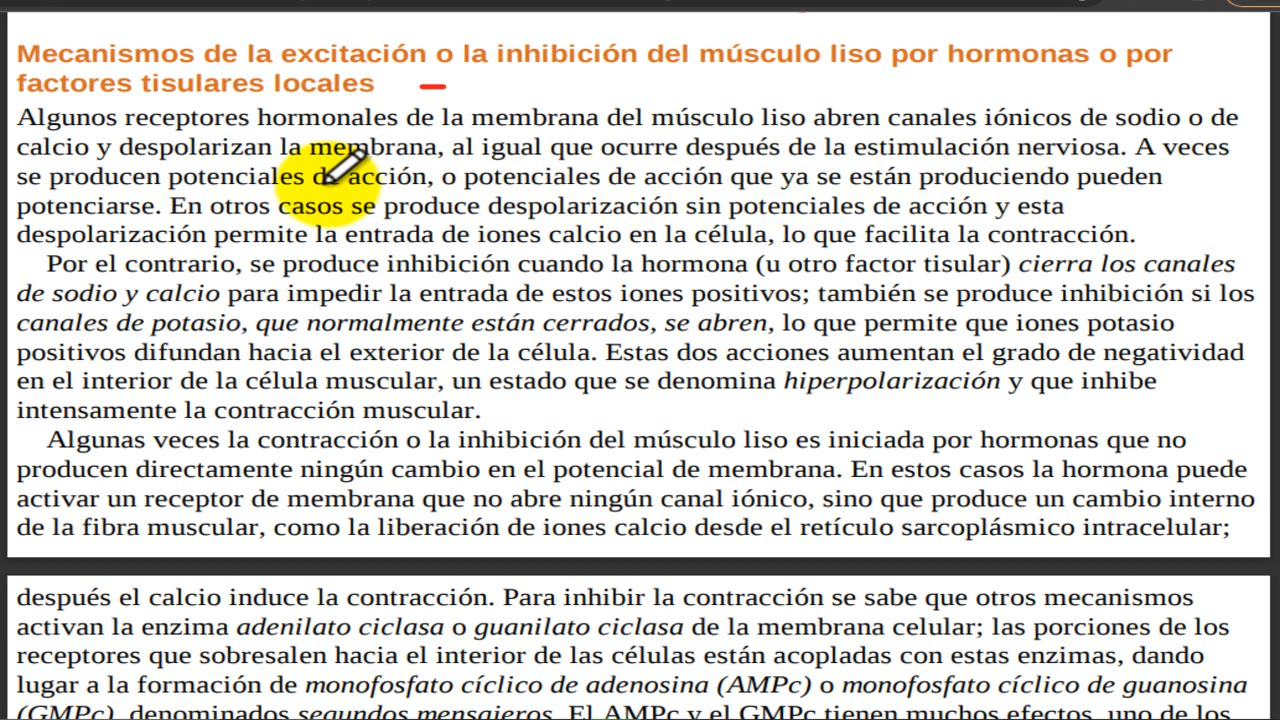 Mecanismos de la excitación o la inhibición del músculo liso por hormonas o por
factores tisulares locales
Algunos receptores hormonales de la membrana del músculo liso abren canales iónicos de sodio o de
calcio y despolarizan la membrana, al igual que ocurre después de la estimulación nerviosa. A veces
se producen potenciales de acción, o potenciales de acción que ya se están produciendo pueden
potenciarse. En otros casos se produce despolarización sin potenciales de acción y esta
despolarización permite la entrada de iones calcio en la célula, lo que facilita la contracción.
Por el contrario, se produce inhibición cuando la hormona (u otro factor tisular) cierra los canales
de sodio y calcio para impedir la entrada de estos iones positivos; también se produce inhibición si los
canales de potasio, que normalmente están cerrados, se abren, lo que permite que iones potasio
positivos difundan hacia el exterior de la célula. Estas dos acciones aumentan el grado de negatividad
en el interior de la célula muscular, un estado que se denomina hiperpolarización y que inhibe
intensamente la contracción muscular.
Algunas veces la contracción o la inhibición del músculo liso es iniciada por hormonas que no
producen directamente ningún cambio en el potencial de membrana. En estos casos la hormona puede
activar un receptor de membrana que no abre ningún canal iónico, sino que produce un cambio interno
de la fibra muscular, como la liberación de iones calcio desde el retículo sarcoplásmico intracelular;
después el calcio induce la contracción. Para inhibir la contracción se sabe que otros mecanismos
activan la enzima adenilato ciclasa o guanilato ciclasa de la membrana celular; las porciones de los
receptores que sobresalen hacia el interior de las células están acopladas con estas enzimas, dando
lugar a la formación de monofosfato cíclico de adenosina (AMPc) o monofosfato cíclico de guanosina
(GMPc), denominados segundos mensajeros. El AMPc y el GMPc tienen muchos efectos, uno de los